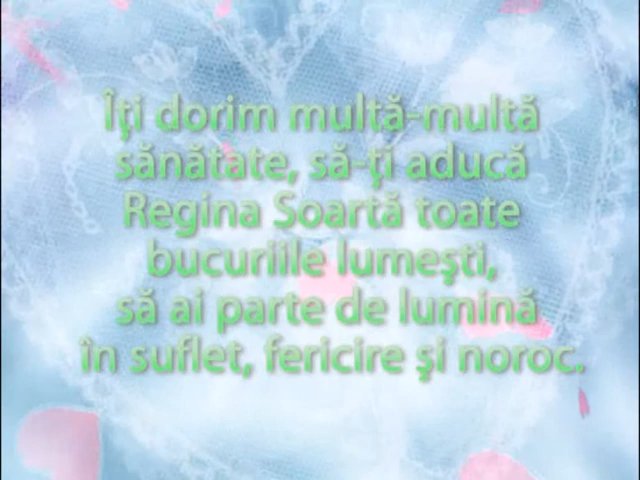 Îţi dorim multă-multă
sănătate, să-ţi aducă
Regina Soartă toate
bucuriile lumeşti,
să ai parte de lumină
în suflet, fericire şi noroc.